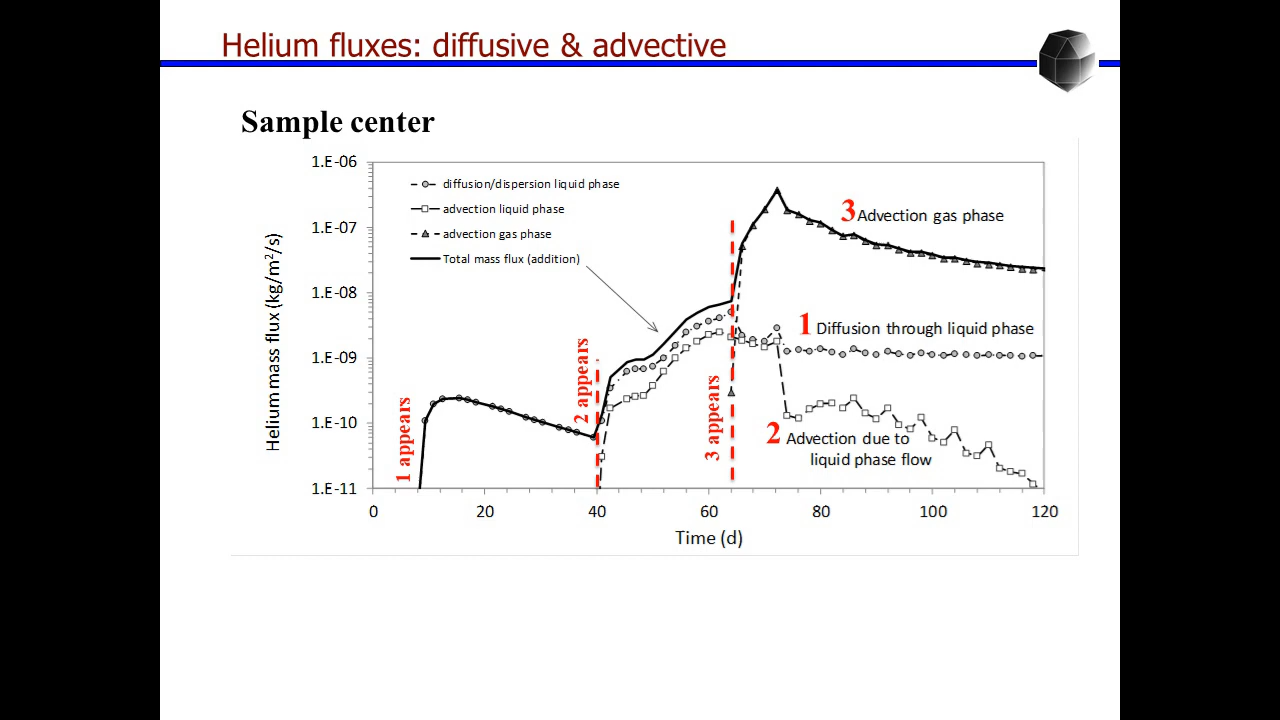 Helium fluxes: diffusive & advective
Sample center
1.E-06
1.E-07
1.E-08
1.E-09
1.E-10
1.E-11
Helium mass flux (kg/m²/s)
diffusion/dispersion liquid phase
advection liquid phase
advection gas phase
Total mass flux (addition)
3 Advection gas phase
1 Diffusion through liquid phase
2 Advection due to
liquid phase flow
1 appears
2 appears
3 appears
0 20 40 60 80 100 120
Time (d)